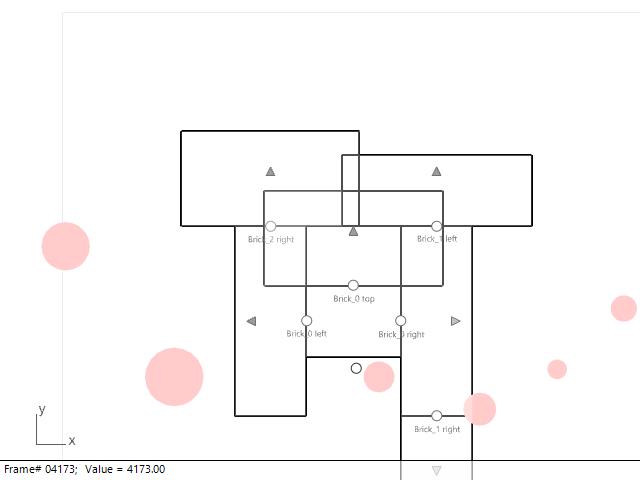 Brick_2 right
Brick_1 left
Brick_0 top
Brick_0 left
Brick_0 right
Brick_1 right
y
x
Frame# 04173;  Value = 4173.00